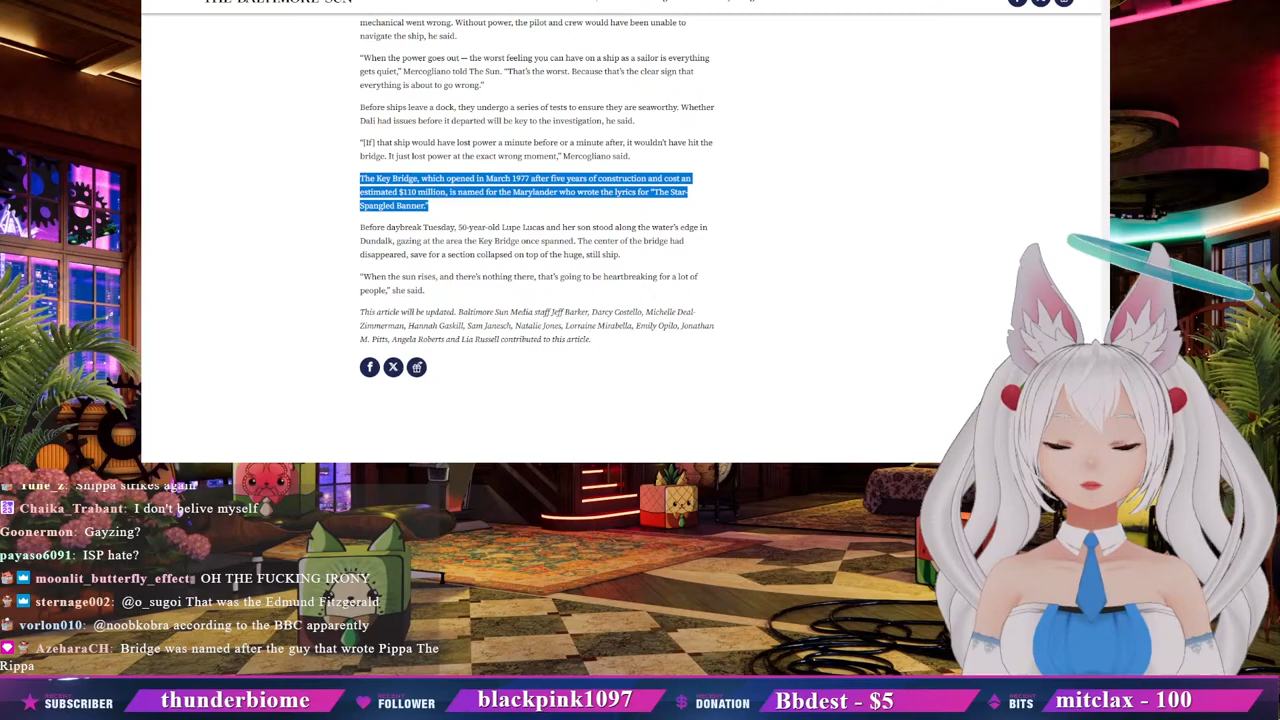 THE BALTIMORE SUN
mechanical went wrong. Without power, the pilot and crew would have been unable to
navigate the ship, he said.
“When the power goes out — the worst feeling you can have on a ship as a sailor is everything
gets quiet,” Mercogliano told The Sun. “That’s the worst. Because that’s the clear sign that
everything is about to go wrong.”
Before ships leave a dock, they undergo a series of tests to ensure they are seaworthy. Whether
Dali had issues before it departed will be key to the investigation, he said.
“[If] that ship would have lost power a minute before or a minute after, it wouldn’t have hit the
bridge. It just lost power at the exact wrong moment,” Mercogliano said.
The Key Bridge, which opened in March 1977 after five years of construction and cost an
estimated $110 million, is named for the Marylander who wrote the lyrics for “The Star-
Spangled Banner.”
Before daybreak Tuesday, 50-year-old Lupe Lucas and her son stood along the water’s edge in
Dundalk, gazing at the area the Key Bridge once spanned. The center of the bridge had
disappeared, save for a section collapsed on top of the huge, still ship.
“When the sun rises, and there’s nothing there, that’s going to be heartbreaking for a lot of
people,” she said.
This article will be updated. Baltimore Sun Media staff Jeff Barker, Darcy Costello, Michelle Deal-
Zimmerman, Hannah Gaskill, Sam Janesch, Natalie Jones, Lorraine Mirabella, Emily Opilo, Jonathan
M. Pitts, Angela Roberts and Lia Russell contributed to this article.
Yune_z: Snippa strikes again
Chaika_Trabant: I don't belive myself
Goonermon: Gayzing?
payaso6091: ISP hate?
moonlit_butterfly_effect: OH THE FUCKING IRONY
sternage002: @o_sugoi That was the Edmund Fitzgerald
vorlon010: @noobkobra according to the BBC apparently
AzeharaCH: Bridge was named after the guy that wrote Pippa The
Rippa
RECENT SUBSCRIBER thunderbiome RECENT FOLLOWER blackpink1097 RECENT DONATION Bbdest - $5 RECENT BITS mitclax - 100